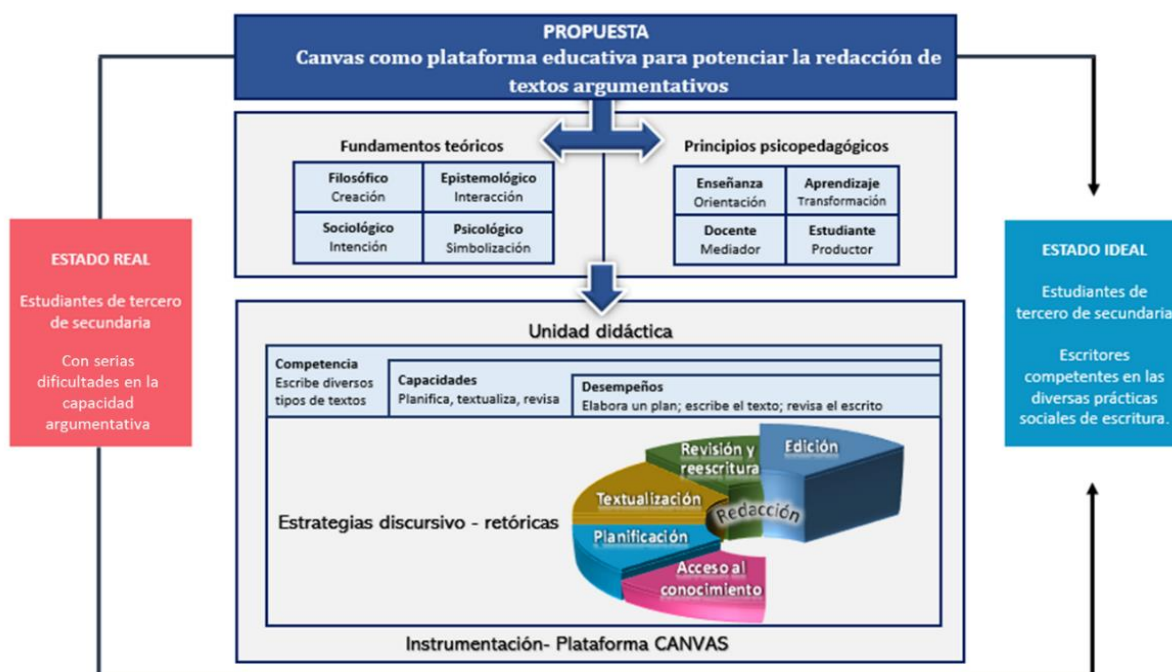 PROPUESTA
Canvas como plataforma educativa para potenciar la redacción de
textos argumentativos
Fundamentos teóricos
Filosófico
Creación
Epistemológico
Interacción
Sociológico
Intención
Psicológico
Simbolización
Principios psicopedagógicos
Enseñanza
Orientación
Aprendizaje
Transformación
Docente
Mediador
Estudiante
Productor
ESTADO REAL
Estudiantes de tercero
de secundaria
Con serias
dificultades en la
capacidad
argumentativa
Unidad didáctica
Competencia
Escribe diversos
tipos de textos
Capacidades
Planifica, textualiza, revisa
Desempeños
Elabora un plan; escribe el texto; revisa el escrito
Estrategias discursivo - retóricas
Revisión y
reescritura
Edición
Textualización
Redacción
Planificación
Acceso al
conocimiento
Instrumentación- Plataforma CANVAS
ESTADO IDEAL
Estudiantes de
tercero de secundaria
Escritores
competentes en las
diversas prácticas
sociales de escritura.